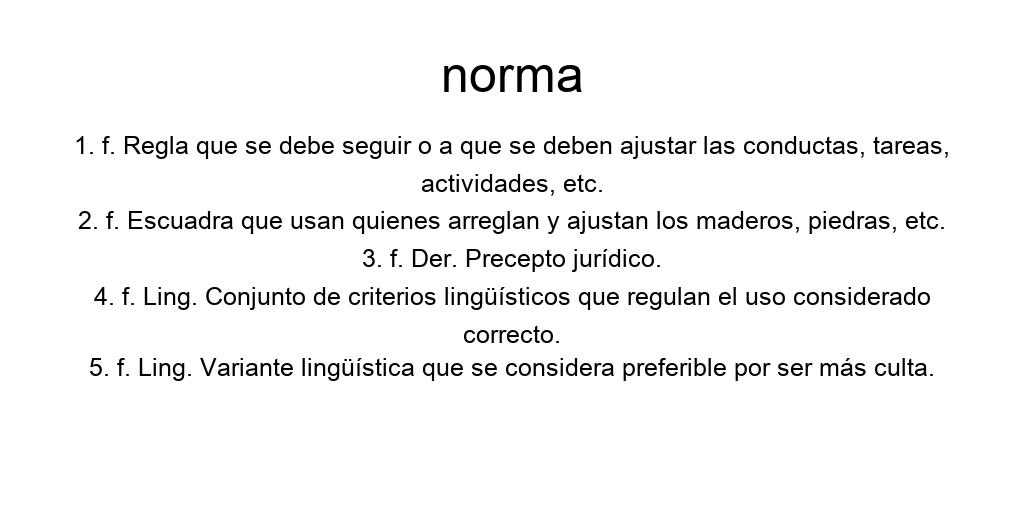 norma
1. f. Regla que se debe seguir o a que se deben ajustar las conductas, tareas,
actividades, etc.
2. f. Escuadra que usan quienes arreglan y ajustan los maderos, piedras, etc.
3. f. Der. Precepto jurídico.
4. f. Ling. Conjunto de criterios lingüísticos que regulan el uso considerado
correcto.
5. f. Ling. Variante lingüística que se considera preferible por ser más culta.